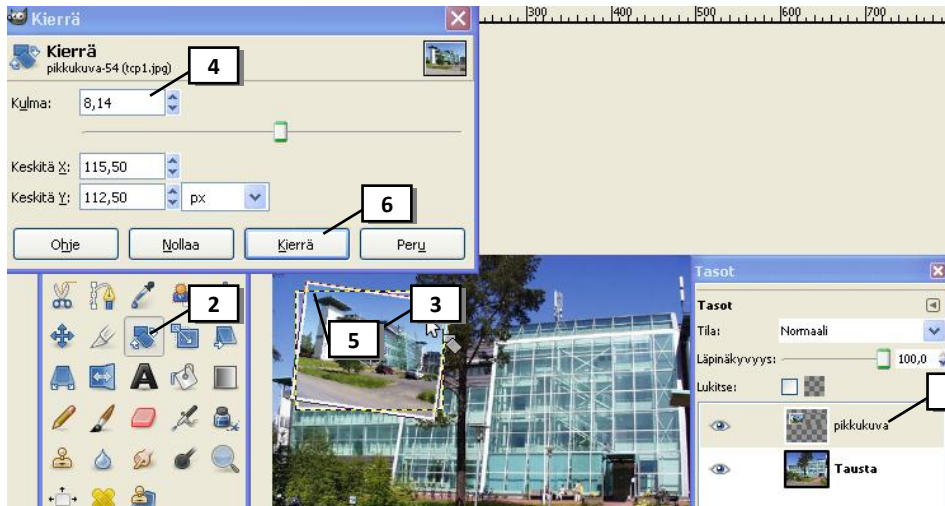 Kierrä
Kierrä
pikkukuva-54 (tcp1.jpg)
4
Kulma:
8,14
Keskitä X:
115,50
Keskitä Y:
112,50
px
6
Ohje
Nollaa
Kierrä
Peru
300
400
500
600
700
2
3
5
Tasot
Tasot
Tila:
Normaali
Läpinäkyvyys:
100,0
Lukitse:
pikkukuva
Tausta